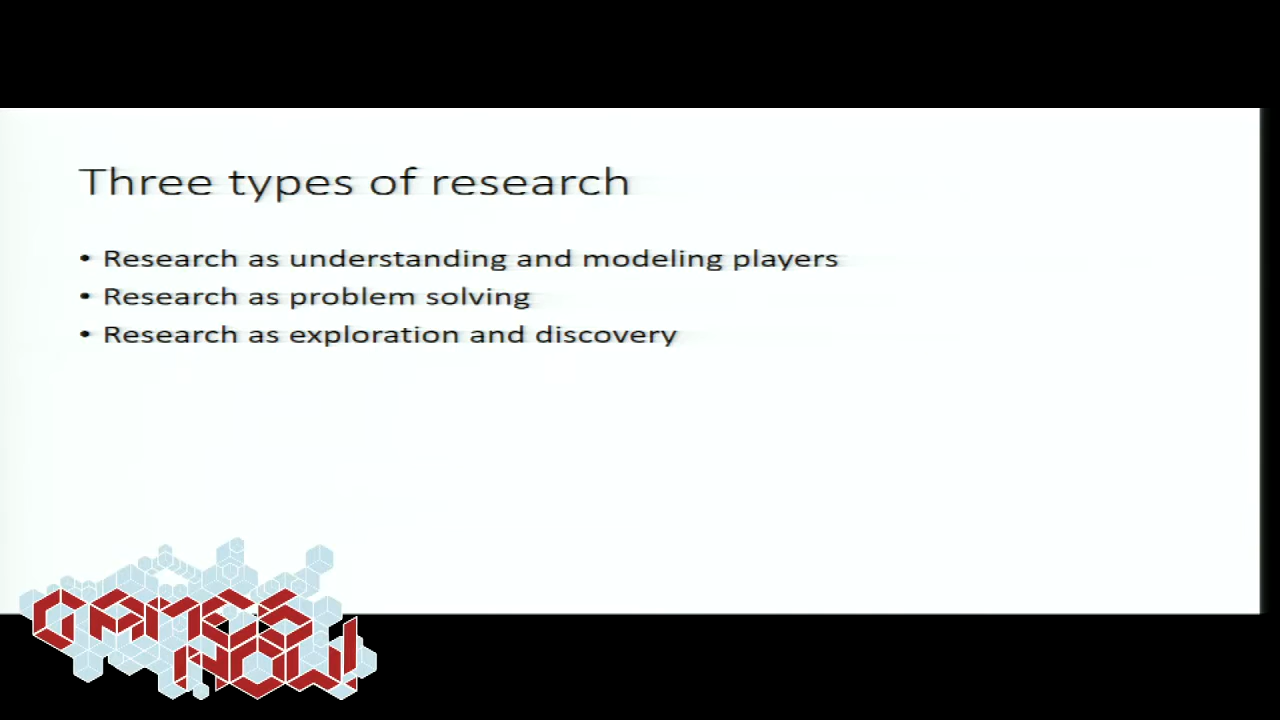 Three types of research
• Research as understanding and modeling players
• Research as problem solving
• Research as exploration and discovery
GAMES
NOW!